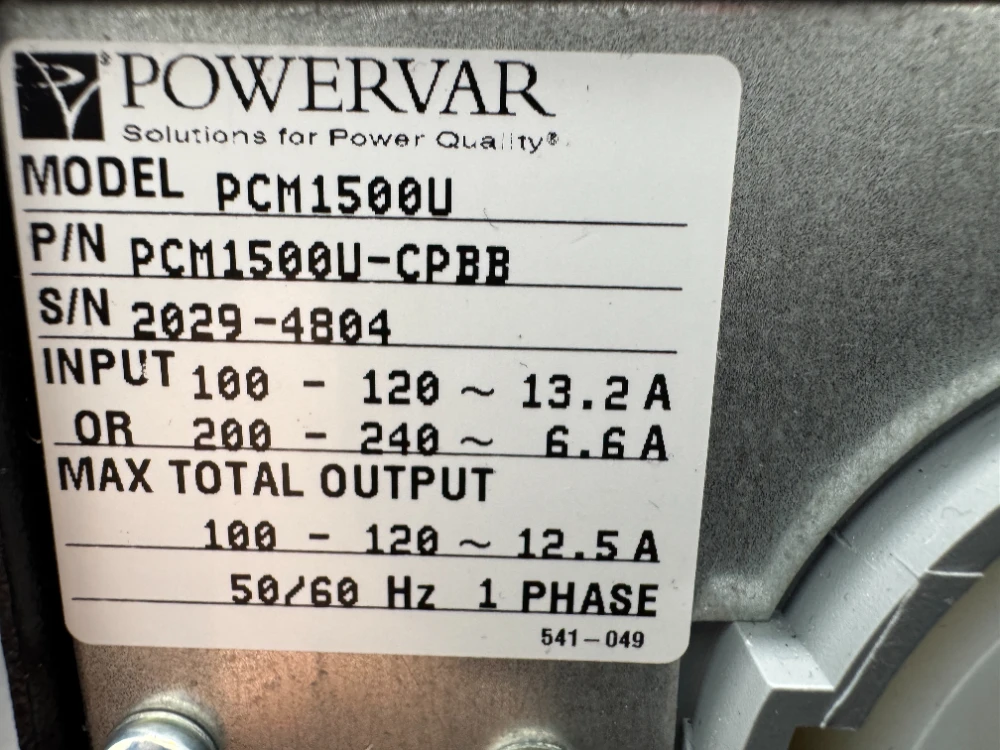 POWERVAR®
Solutions for Power Quality®
MODEL PCM1500U
P/N PCM1500U-CPBB
S/N 2029-4804
INPUT 100 - 120 ~ 13.2 A
OR 200 - 240 ~ 6.6 A
MAX TOTAL OUTPUT
100 - 120 ~ 12.5 A
50/60 Hz 1 PHASE
541-049